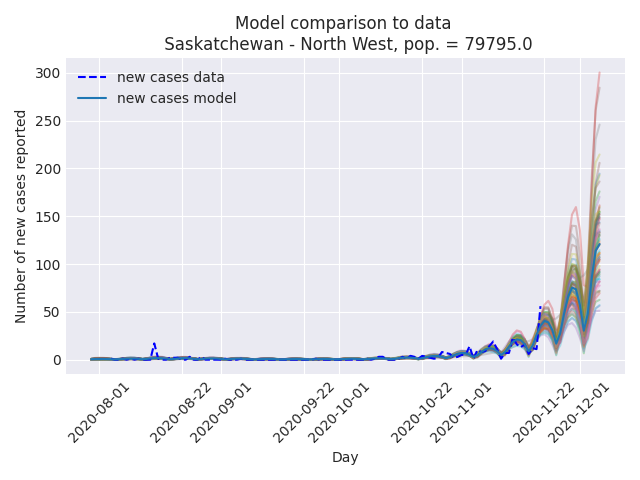 Model comparison to data
Saskatchewan - North West, pop. = 79795.0
new cases data
new cases model
Number of new cases reported
300
250
200
150
100
50
0
2020-08-01
2020-08-22
2020-09-01
2020-09-22
2020-10-01
2020-10-22
2020-11-01
2020-11-22
2020-12-01
Day